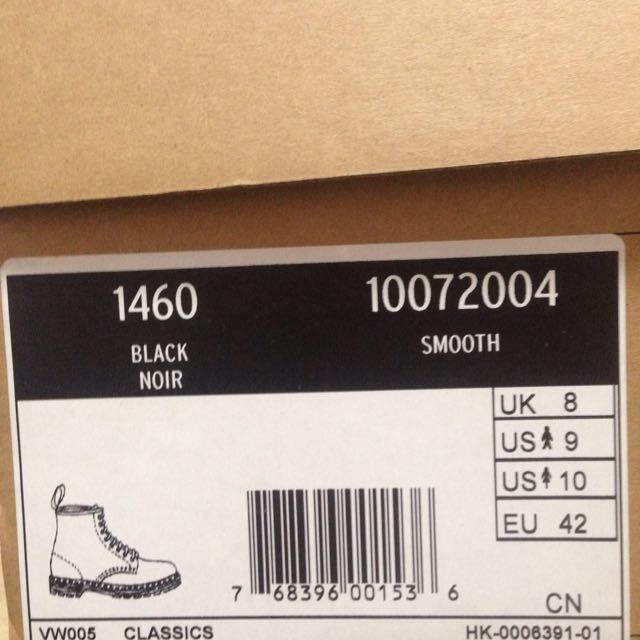 1460 10072004
BLACK SMOOTH
NOIR
UK 8
US 9
US 10
EU 42
7 68396 00153 6
CN
VW005 CLASSICS HK-0006391-01